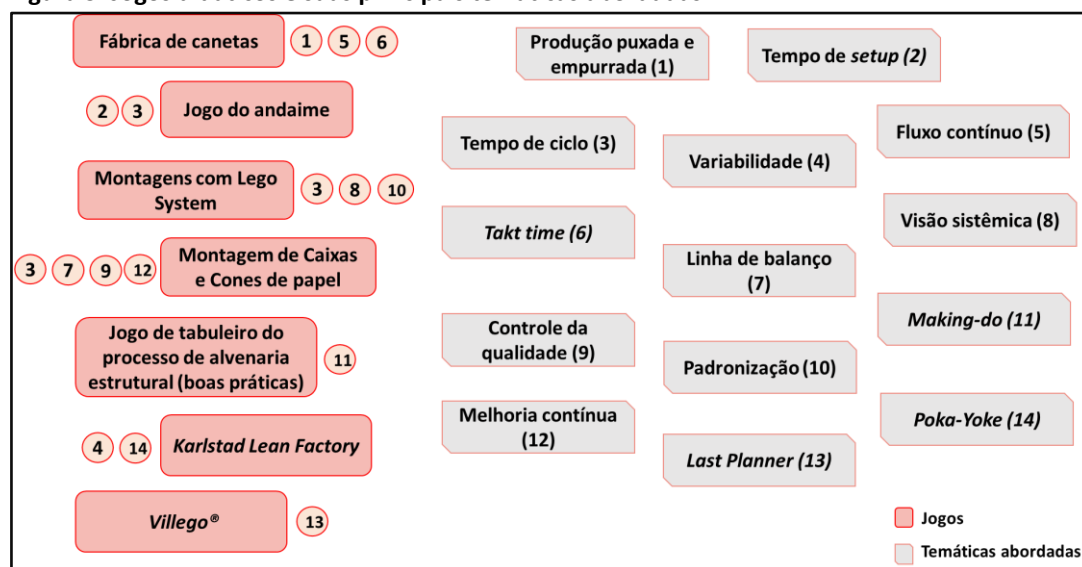 Fábrica de canetas
1 5 6
Produção puxada e
empurrada (1)
Tempo de setup (2)
2 3
Jogo do andaime
Tempo de ciclo (3)
Variabilidade (4)
Fluxo contínuo (5)
Montagens com Lego
System
3 8 10
Takt time (6)
Visão sistêmica (8)
3 7 9 12
Montagem de Caixas
e Cones de papel
Linha de balanço
(7)
Jogo de tabuleiro do
processo de alvenaria
estrutural (boas práticas)
11
Controle da
qualidade (9)
Padronização (10)
Making-do (11)
4 14
Karlstad Lean Factory
Melhoria contínua
(12)
Last Planner (13)
Poka-Yoke (14)
Villego®
13
Jogos
Temáticas abordadas